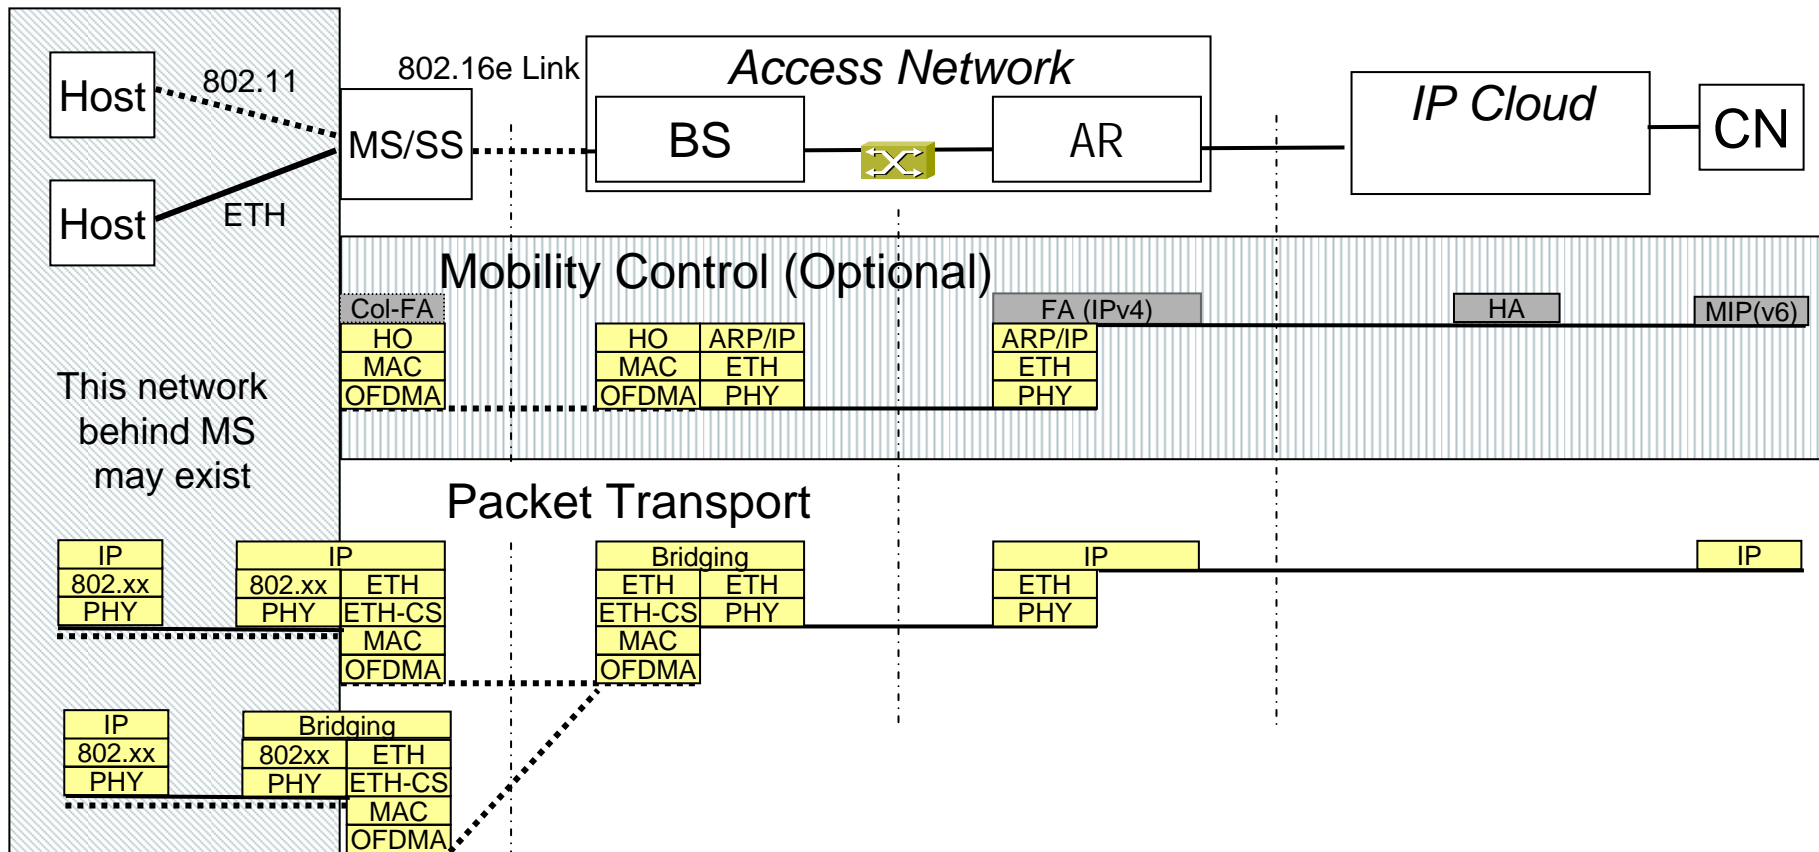 Host
802.11
802.16e Link
Access Network
IP Cloud
MS/SS
BS
AR
CN
Host
ETH
Mobility Control (Optional)
Col-FA
FA (IPv4)
HA
MIP(v6)
HO
HO
ARP/IP
ARP/IP
MAC
MAC
ETH
ETH
OFDMA
OFDMA
PHY
PHY
This network
behind MS
may exist
Packet Transport
IP
IP
Bridging
IP
IP
802.xx
802.xx
ETH
ETH
ETH
ETH
PHY
PHY
ETH-CS
ETH-CS
PHY
PHY
MAC
MAC
OFDMA
OFDMA
IP
Bridging
802.xx
802xx
ETH
PHY
PHY
ETH-CS
MAC
OFDMA